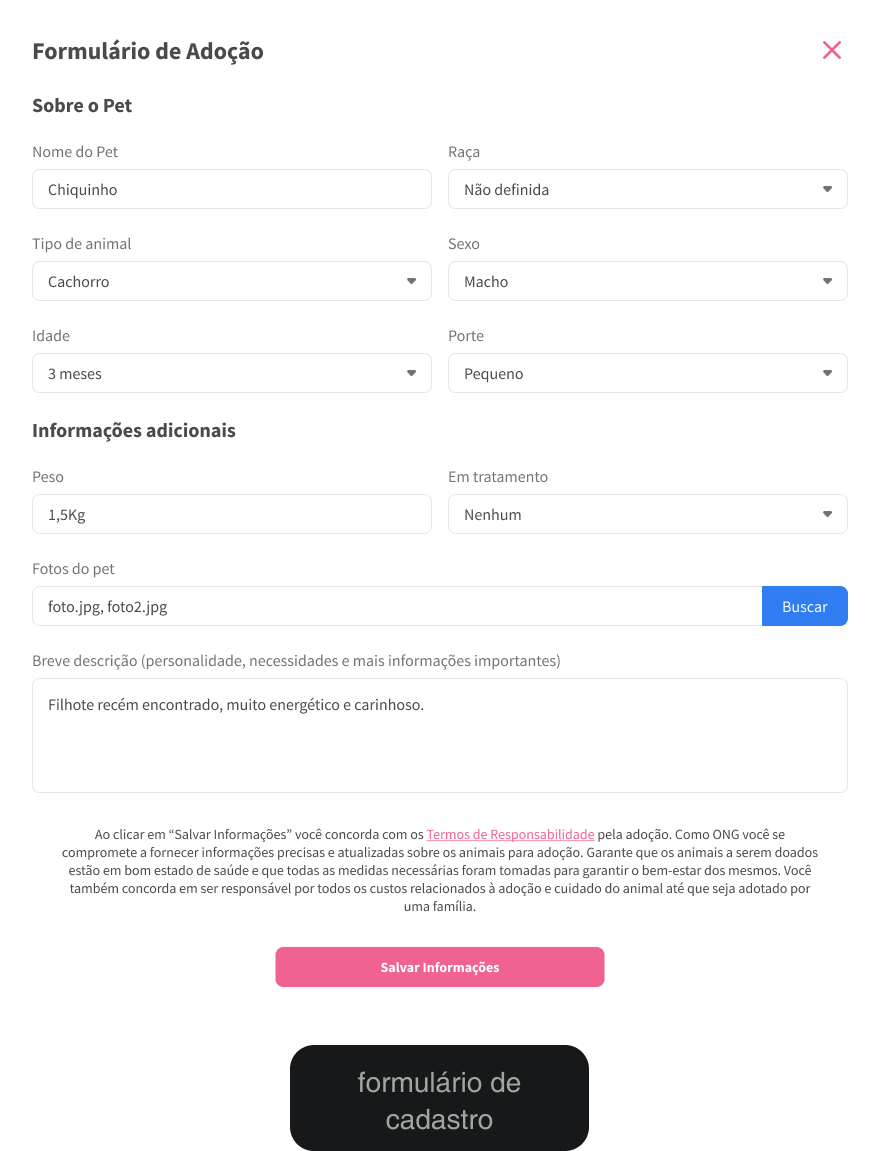 Formulário de Adoção
Sobre o Pet
Nome do Pet
Raça
Chiquinho
Não definida
Tipo de animal
Sexo
Cachorro
Macho
Idade
Porte
3 meses
Pequeno
Informações adicionais
Peso
Em tratamento
1,5Kg
Nenhum
Fotos do pet
foto.jpg, foto2.jpg
Buscar
Breve descrição (personalidade, necessidades e mais informações importantes)
Filhote recém encontrado, muito energético e carinhoso.
Ao clicar em “Salvar Informações” você concorda com os Termos de Responsabilidade pela adoção. Como ONG você se
compromete a fornecer informações precisas e atualizadas sobre os animais para adoção. Garante que os animais a serem doados
estão em bom estado de saúde e que todas as medidas necessárias foram tomadas para garantir o bem-estar dos mesmos. Você
também concorda em ser responsável por todos os custos relacionados à adoção e cuidado do animal até que seja adotado por
uma família.
Salvar Informações
formulário de
cadastro